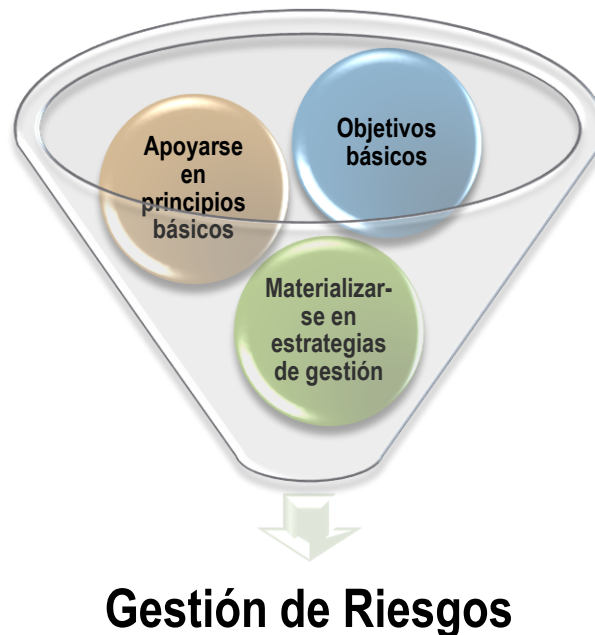 Apoyarse
en
principios
básicos
Objetivos
básicos
Materializar-
se en
estrategias
de gestión
Gestión de Riesgos